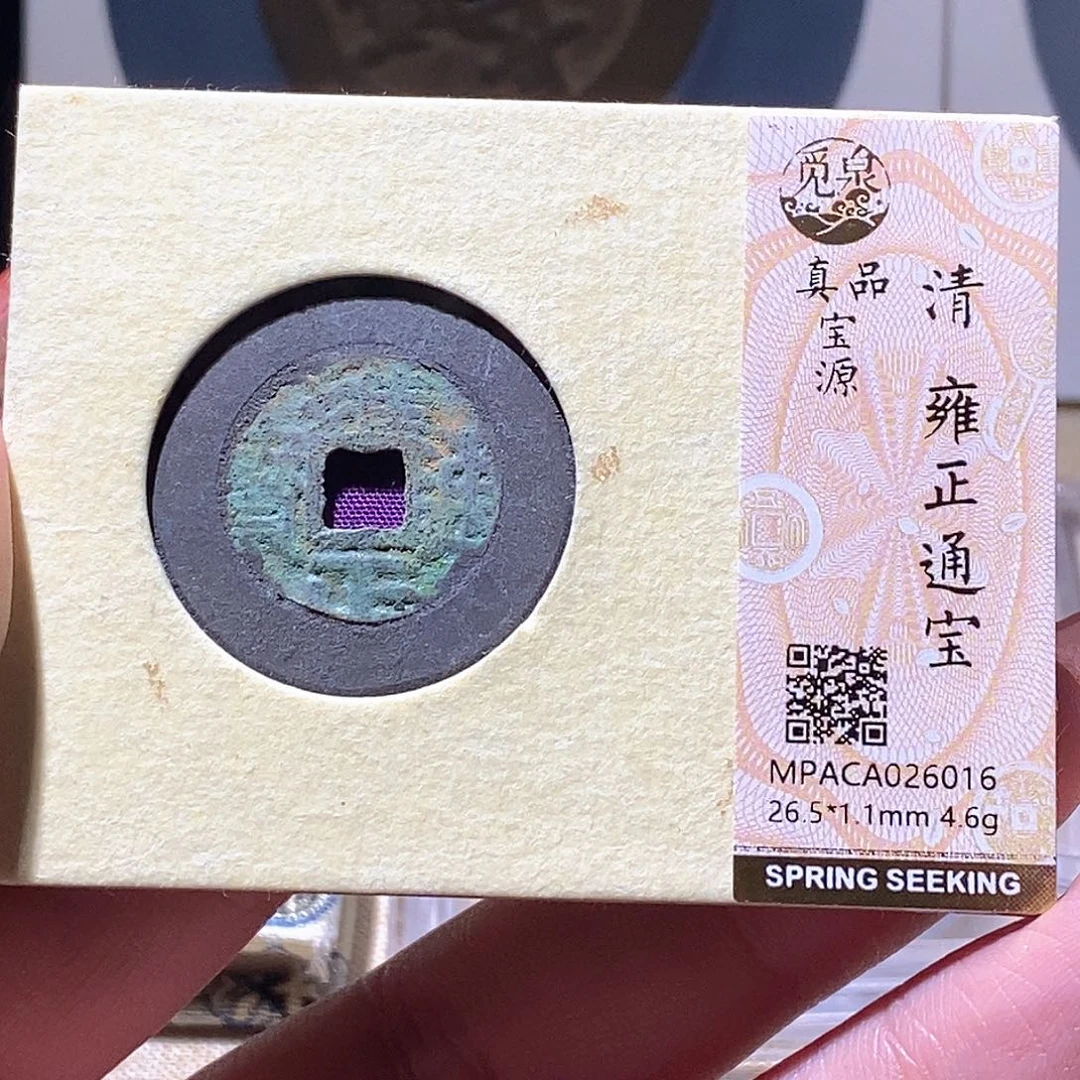 觅泉
真品
宝源
清 雍正通宝
MPACA026016
26.5*1.1mm 4.6g
SPRING SEEKING